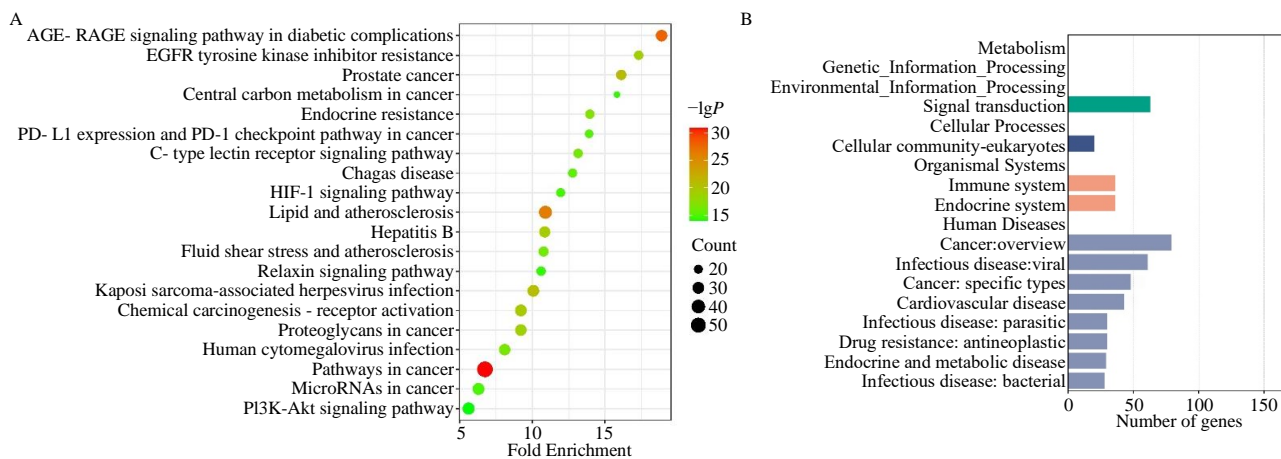 A
AGE- RAGE signaling pathway in diabetic complications
EGFR tyrosine kinase inhibitor resistance
Prostate cancer
Central carbon metabolism in cancer
Endocrine resistance
PD- L1 expression and PD-1 checkpoint pathway in cancer
C- type lectin receptor signaling pathway
Chagas disease
HIF-1 signaling pathway
Lipid and atherosclerosis
Hepatitis B
Fluid shear stress and atherosclerosis
Relaxin signaling pathway
Kaposi sarcoma-associated herpesvirus infection
Chemical carcinogenesis - receptor activation
Proteoglycans in cancer
Human cytomegalovirus infection
Pathways in cancer
MicroRNAs in cancer
Pl3K-Akt signaling pathway
5 10 15
Fold Enrichment
−lgP
30
25
20
15
Count
20
30
40
50
B
Metabolism
Genetic_Information_Processing
Environmental_Information_Processing
Signal transduction
Cellular Processes
Cellular community-eukaryotes
Organismal Systems
Immune system
Endocrine system
Human Diseases
Cancer:overview
Infectious disease:viral
Cancer: specific types
Cardiovascular disease
Infectious disease: parasitic
Drug resistance: antineoplastic
Endocrine and metabolic disease
Infectious disease: bacterial
0 50 100 150
Number of genes